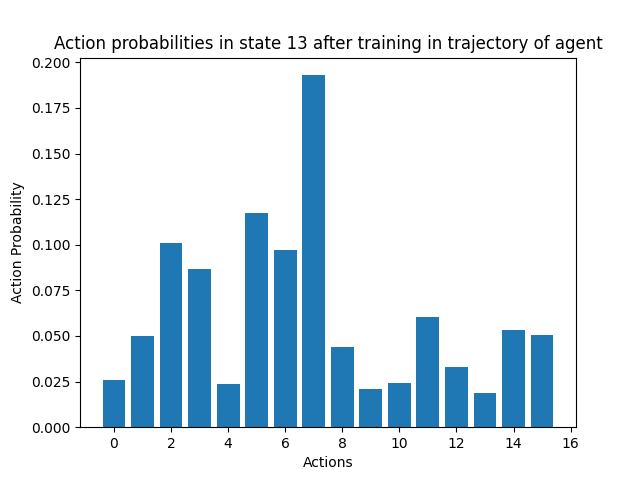 Action probabilities in state 13 after training in trajectory of agent
0.200
0.175
0.150
0.125
0.100
0.075
0.050
0.025
0.000
Action Probability
0 2 4 6 8 10 12 14 16
Actions